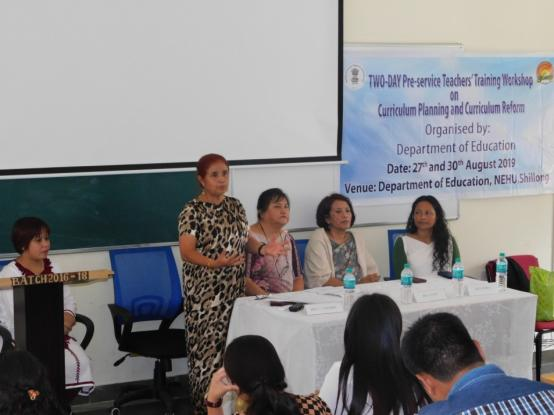 TWO-DAY Pre-service Teachers' Training Workshop
on
Curriculum Planning and Curriculum Reform
Organised by:
Department of Education
Date: 27th and 30th August 2019
Venue: Department of Education, NEHU, Shillong
BATCH 2016 - 18